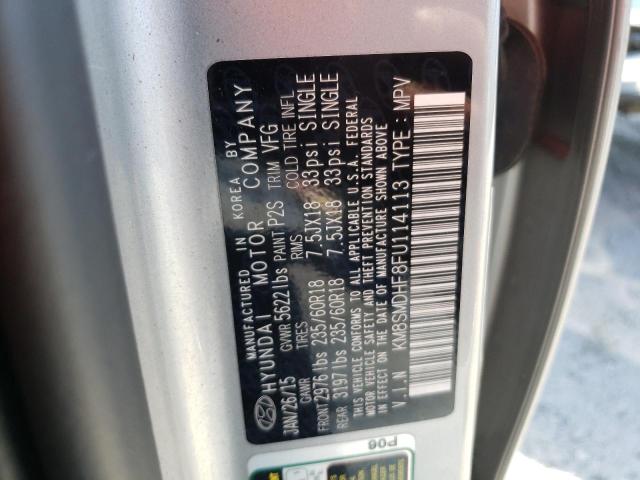 MANUFACTURED IN KOREA BY
HYUNDAI MOTOR COMPANY
JAN/26/15 GVWR 5622 lbs PAINT P2S TRIM VFG
GAWR TIRES RIMS COLD TIRE INFL
FRONT 2976 lbs 235/60R18 7.5JX18 33psi SINGLE
REAR 3197 lbs 235/60R18 7.5JX18 33psi SINGLE
THIS VEHICLE CONFORMS TO ALL APPLICABLE U.S.A. FEDERAL
MOTOR VEHICLE SAFETY AND THEFT PREVENTION STANDARDS
IN EFFECT ON THE DATE OF MANUFACTURE SHOWN ABOVE
V.I.N : KM8SMDHF8FU114113 TYPE : MPV
P06